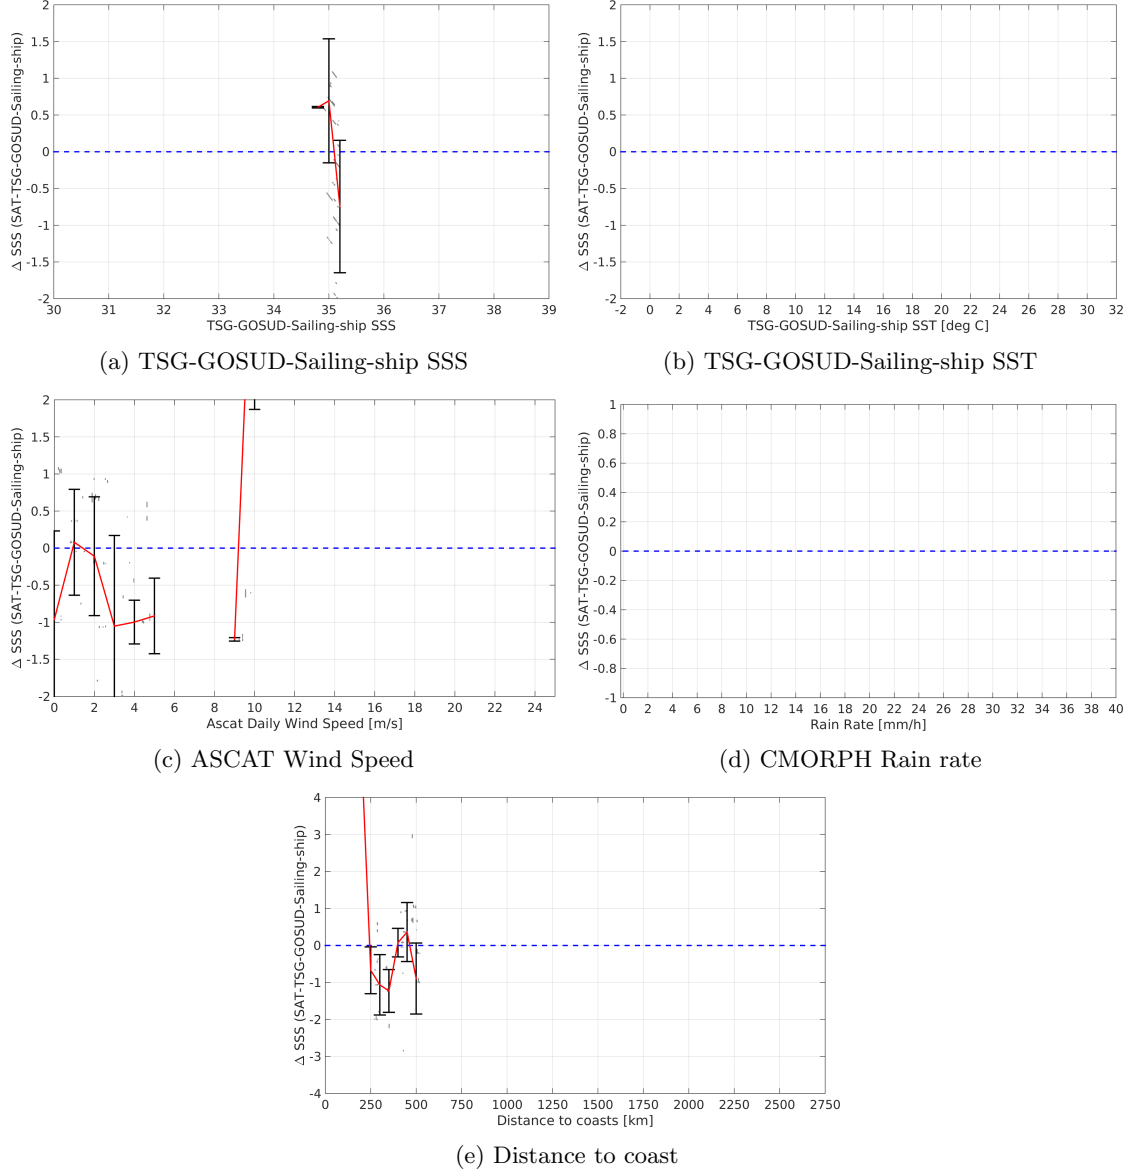 2
1.5
1
0.5
0
-0.5
-1
-1.5
-2
Δ SSS (SAT-TSG-GOSUD-Sailing-ship)
30 31 32 33 34 35 36 37 38 39
TSG-GOSUD-Sailing-ship SSS
(a) TSG-GOSUD-Sailing-ship SSS
2
1.5
1
0.5
0
-0.5
-1
-1.5
-2
Δ SSS (SAT-TSG-GOSUD-Sailing-ship)
-2 0 2 4 6 8 10 12 14 16 18 20 22 24 26 28 30 32
TSG-GOSUD-Sailing-ship SST [deg C]
(b) TSG-GOSUD-Sailing-ship SST
2
1.5
1
0.5
0
-0.5
-1
-1.5
-2
Δ SSS (SAT-TSG-GOSUD-Sailing-ship)
0 2 4 6 8 10 12 14 16 18 20 22 24
Ascat Daily Wind Speed [m/s]
(c) ASCAT Wind Speed
1
0.8
0.6
0.4
0.2
0
-0.2
-0.4
-0.6
-0.8
-1
Δ SSS (SAT-TSG-GOSUD-Sailing-ship)
0 2 4 6 8 10 12 14 16 18 20 22 24 26 28 30 32 34 36 38 40
Rain Rate [mm/h]
(d) CMORPH Rain rate
4
3
2
1
0
-1
-2
-3
-4
Δ SSS (SAT-TSG-GOSUD-Sailing-ship)
0 250 500 750 1000 1250 1500 1750 2000 2250 2500 2750
Distance to coasts [km]
(e) Distance to coast